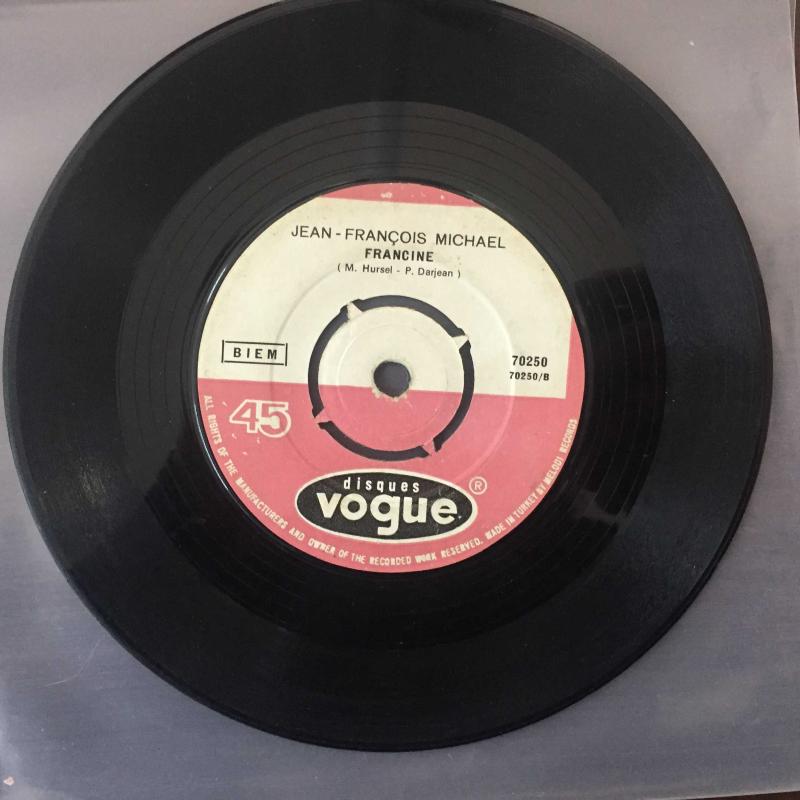 JEAN-FRANÇOIS MICHAEL
FRANCINE
( M. Hursel - P. Darjean )
BIEM
70250
70250/B
45
disques
vogue
®
ALL RIGHTS OF THE MANUFACTURERS AND OWNER OF THE RECORDED WORK RESERVED. MADE IN TURKEY BY MELODI RECORDS